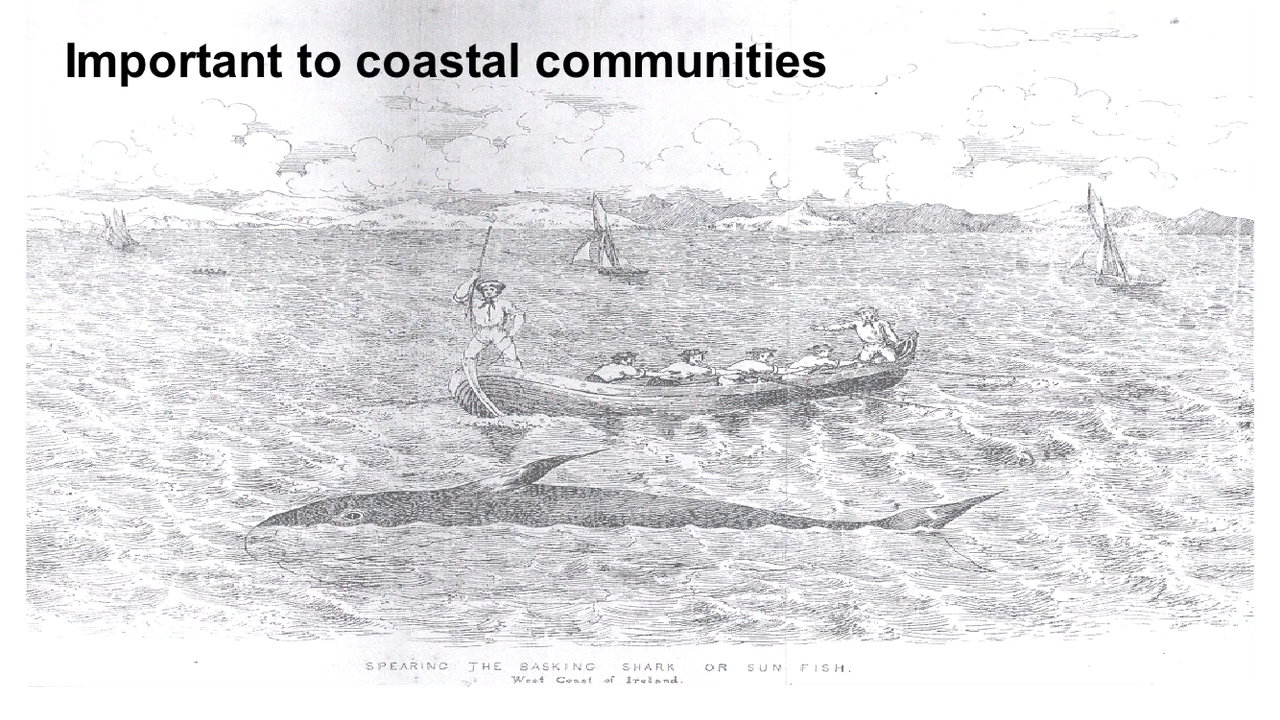 Important to coastal communities
SPEARING THE BASKING SHARK OR SUN FISH.
West Coast of Ireland.